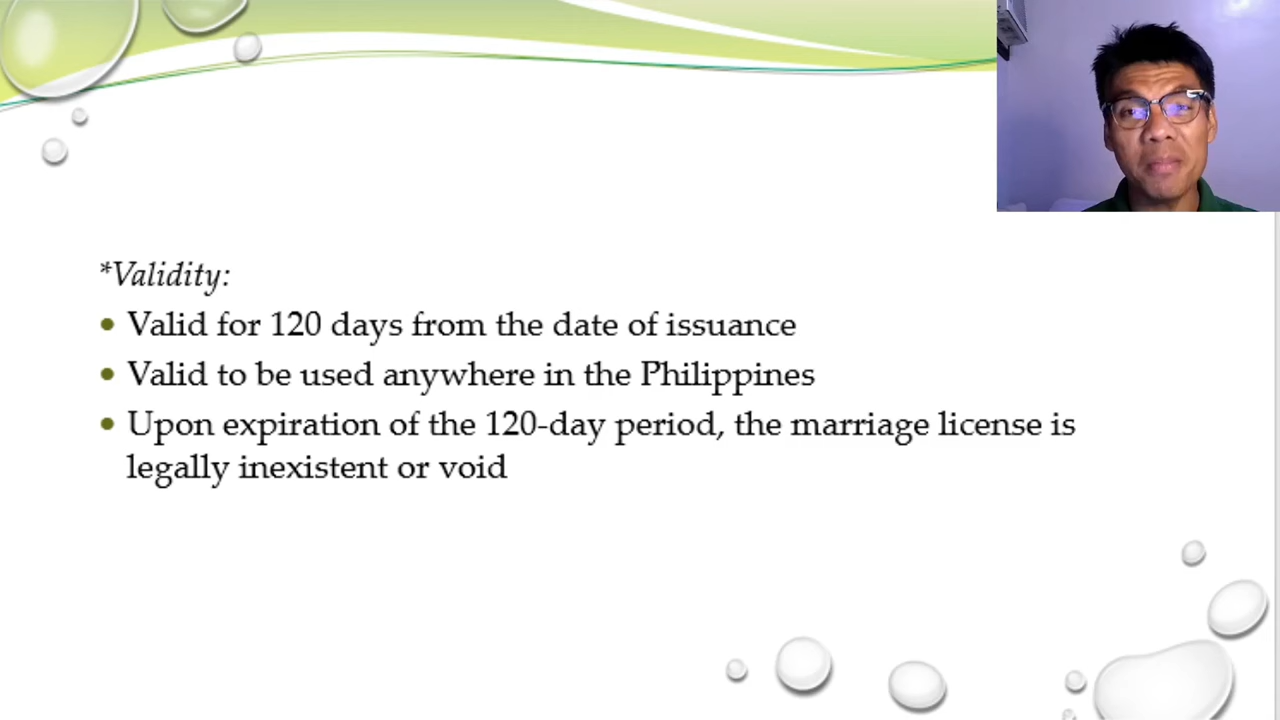 *Validity:
• Valid for 120 days from the date of issuance
• Valid to be used anywhere in the Philippines
• Upon expiration of the 120-day period, the marriage license is
legally inexistent or void